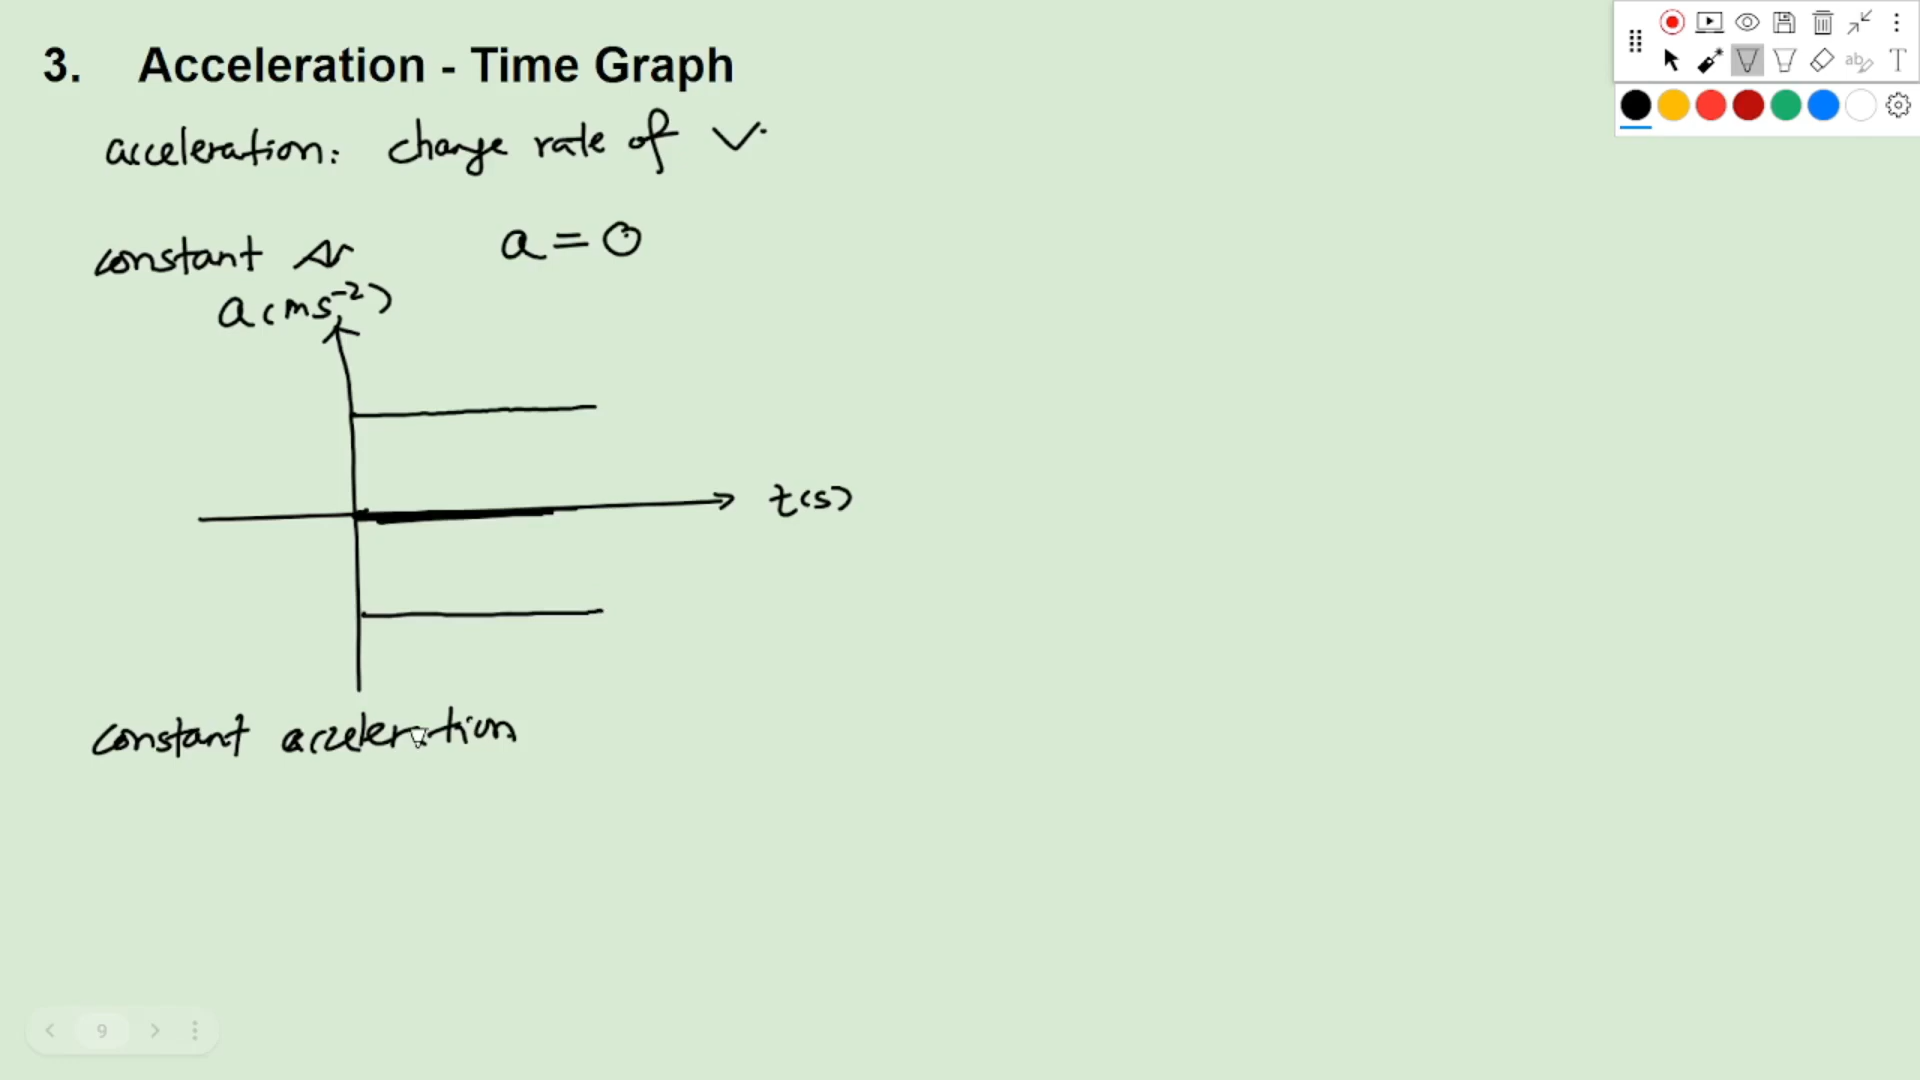 3. Acceleration - Time Graph
acceleration: change rate of v.
constant
a = 0
a (ms⁻²)
t(s)
constant acceleration
9
T